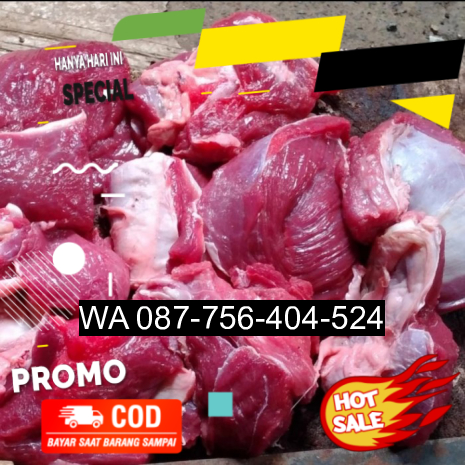 HANYA HARI INI
SPECIAL
WA 087-756-404-524
PROMO
COD
BAYAR SAAT BARANG SAMPAI
HOT
SALE